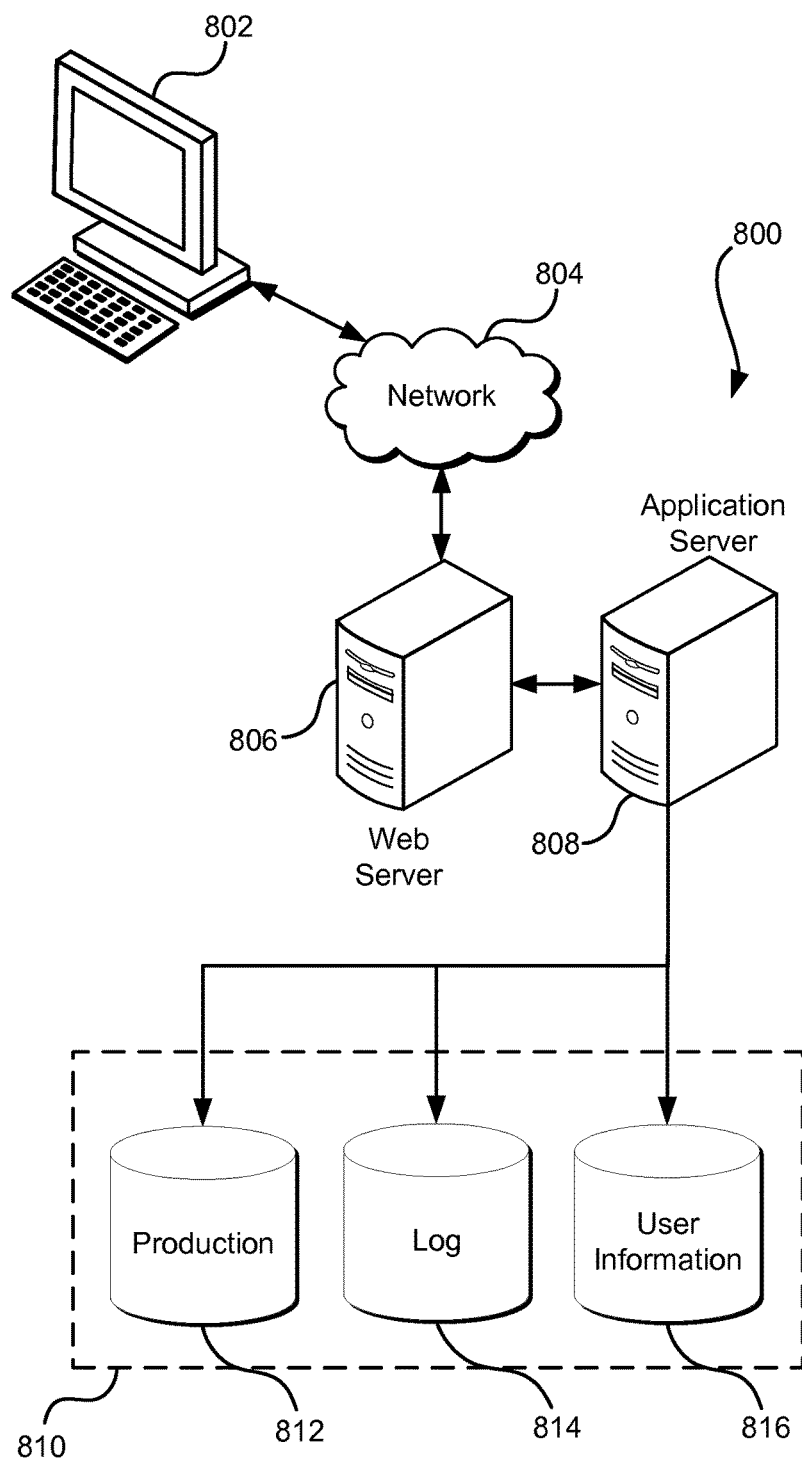 802
800
804
Network
Application
Server
806
Web
Server
808
Production
Log
User
Information
810
812
814
816